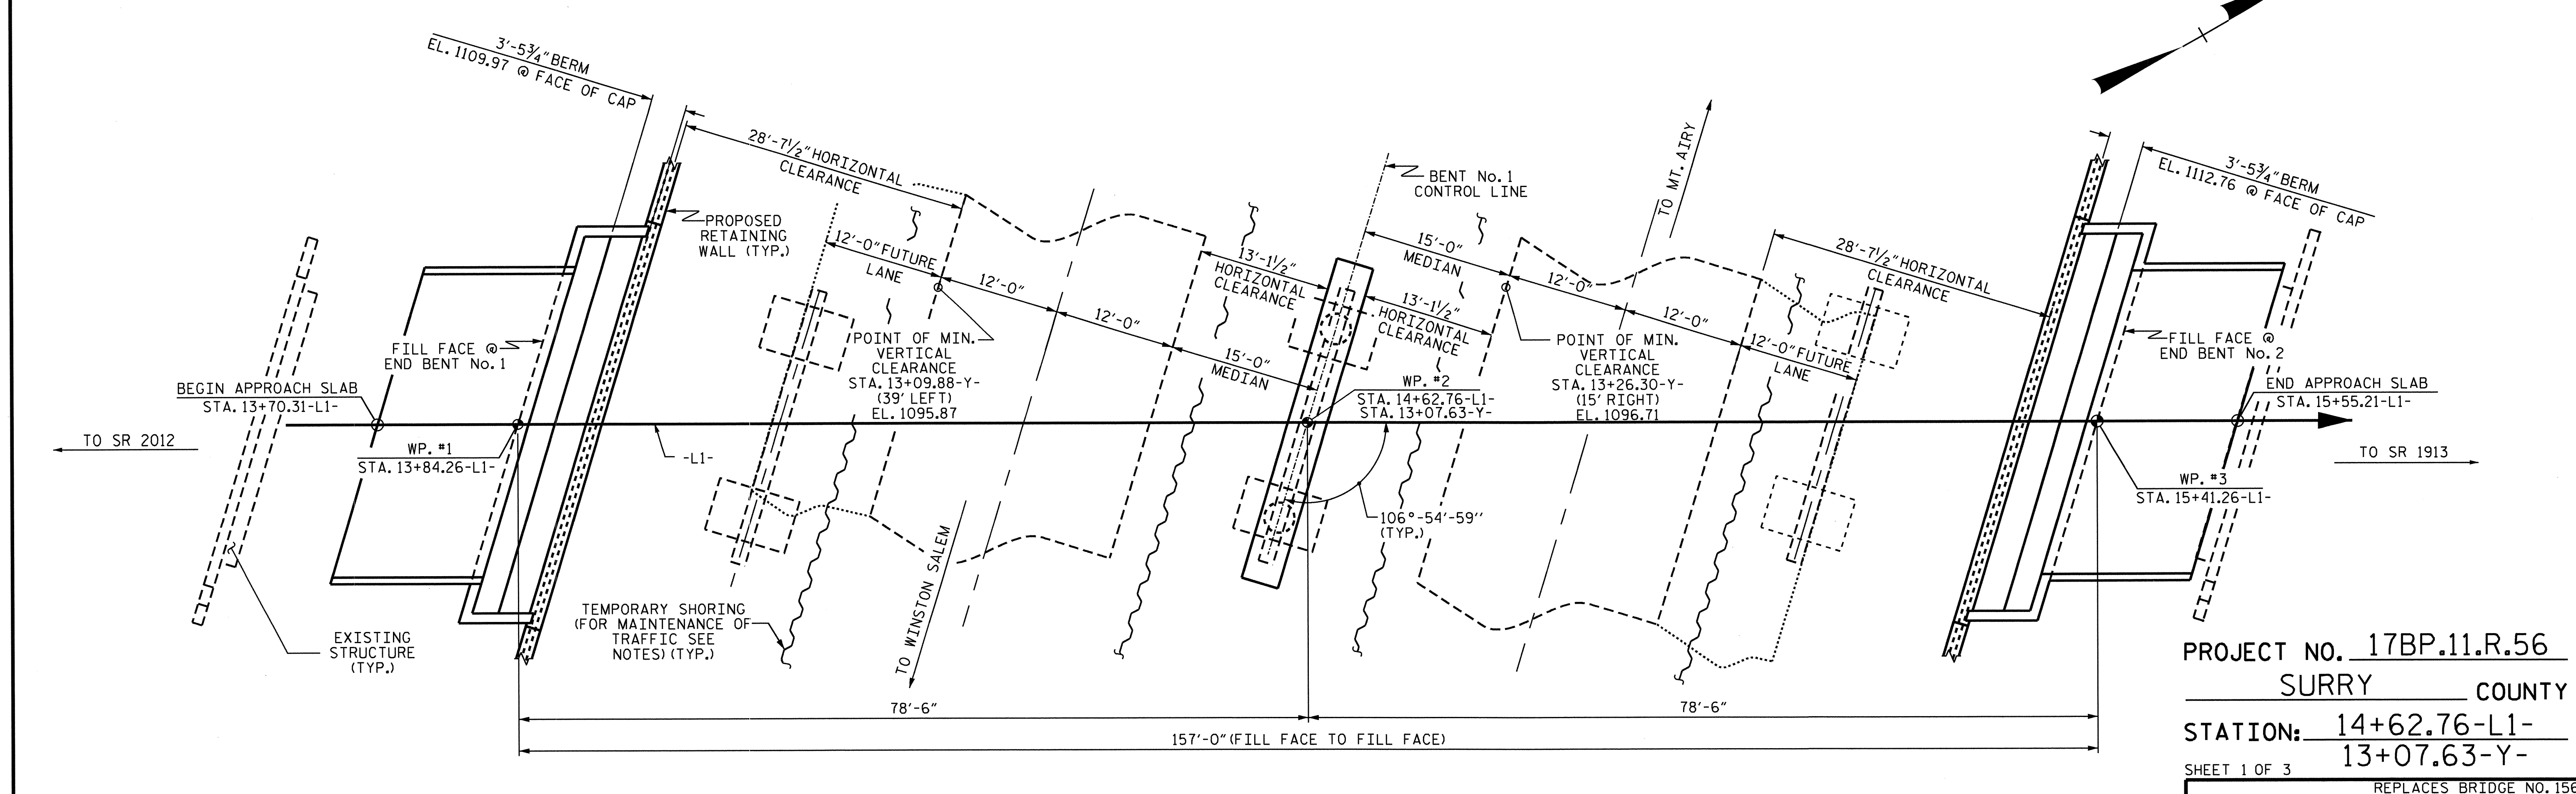 3'-5¾" BERM
EL. 1109.97 @ FACE OF CAP
28'-7½" HORIZONTAL
CLEARANCE
PROPOSED
RETAINING
WALL (TYP.)
12'-0" FUTURE
LANE
12'-0"
12'-0"
15'-0"
MEDIAN
13'-1½"
HORIZONTAL
CLEARANCE
BENT No. 1
CONTROL LINE
15'-0"
MEDIAN
13'-1½"
HORIZONTAL
CLEARANCE
TO MT. AIRY
12'-0"
12'-0"
12'-0" FUTURE
LANE
28'-7½" HORIZONTAL
CLEARANCE
3'-5¾" BERM
EL. 1112.76 @ FACE OF CAP
FILL FACE @
END BENT No. 1
POINT OF MIN.
VERTICAL
CLEARANCE
STA. 13+09.88-Y-
(39' LEFT)
EL. 1095.87
POINT OF MIN.
VERTICAL
CLEARANCE
STA. 13+26.30-Y-
(15' RIGHT)
EL. 1096.71
FILL FACE @
END BENT No. 2
BEGIN APPROACH SLAB
STA. 13+70.31-L1-
WP. #2
STA. 14+62.76-L1-
STA. 13+07.63-Y-
END APPROACH SLAB
STA. 15+55.21-L1-
TO SR 2012
WP. #1
STA. 13+84.26-L1-
-L1-
TO SR 1913
WP. #3
STA. 15+41.26-L1-
106°-54'-59''
(TYP.)
EXISTING
STRUCTURE
(TYP.)
TEMPORARY SHORING
(FOR MAINTENANCE OF
TRAFFIC SEE
NOTES) (TYP.)
TO WINSTON SALEM
78'-6"
78'-6"
157'-0" (FILL FACE TO FILL FACE)
PROJECT NO. 17BP.11.R.56
SURRY COUNTY
STATION: 14+62.76-L1-
13+07.63-Y-
SHEET 1 OF 3
REPLACES BRIDGE NO. 156